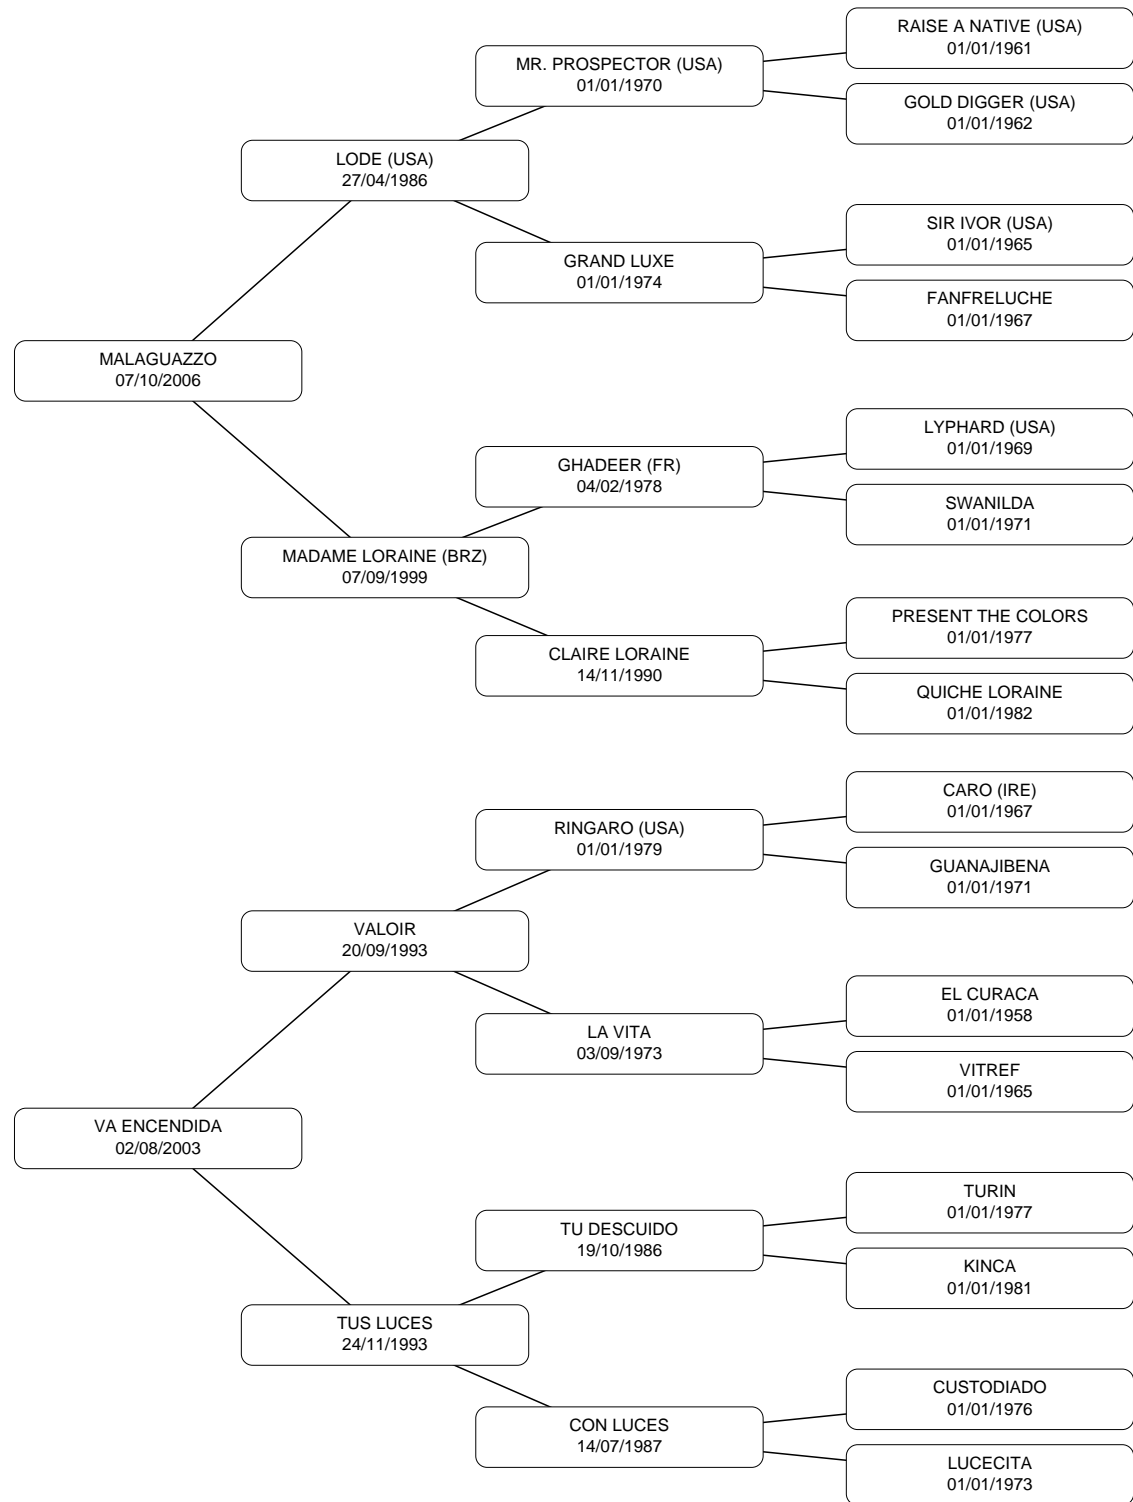 RAISE A NATIVE (USA)
01/01/1961
MR. PROSPECTOR (USA)
01/01/1970
GOLD DIGGER (USA)
01/01/1962
LODE (USA)
27/04/1986
SIR IVOR (USA)
01/01/1965
GRAND LUXE
01/01/1974
FANFRELUCHE
01/01/1967
MALAGUAZZO
07/10/2006
LYPHARD (USA)
01/01/1969
GHADEER (FR)
04/02/1978
SWANILDA
01/01/1971
MADAME LORAINE (BRZ)
07/09/1999
PRESENT THE COLORS
01/01/1977
CLAIRE LORAINE
14/11/1990
QUICHE LORAINE
01/01/1982
CARO (IRE)
01/01/1967
RINGARO (USA)
01/01/1979
GUANAJIBENA
01/01/1971
VALOIR
20/09/1993
EL CURACA
01/01/1958
LA VITA
03/09/1973
VITREF
01/01/1965
VA ENCENDIDA
02/08/2003
TURIN
01/01/1977
TU DESCUIDO
19/10/1986
KINCA
01/01/1981
TUS LUCES
24/11/1993
CUSTODIADO
01/01/1976
CON LUCES
14/07/1987
LUCECITA
01/01/1973